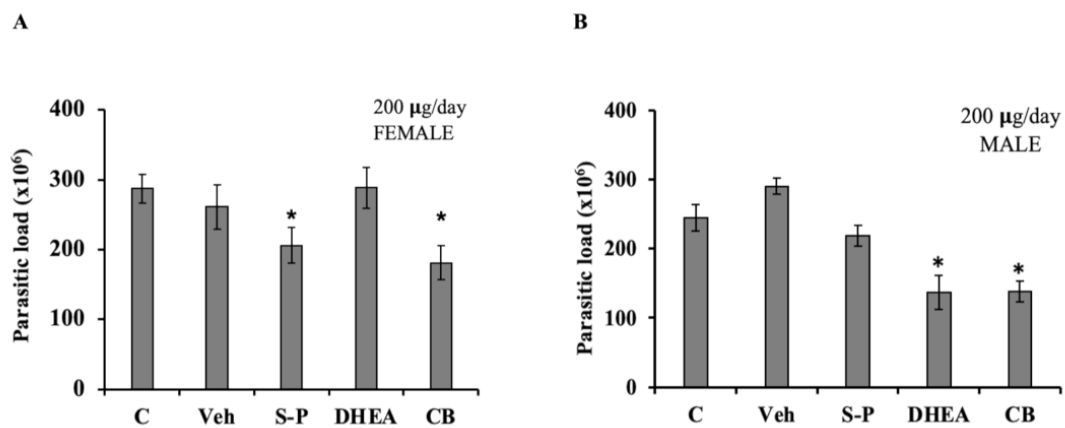 A
200 µg/day
FEMALE
Parasitic load (x10⁶)
400
300
200
100
0
*
*
C Veh S-P DHEA CB
B
200 µg/day
MALE
Parasitic load (x10⁶)
400
300
200
100
0
*
*
C Veh S-P DHEA CB